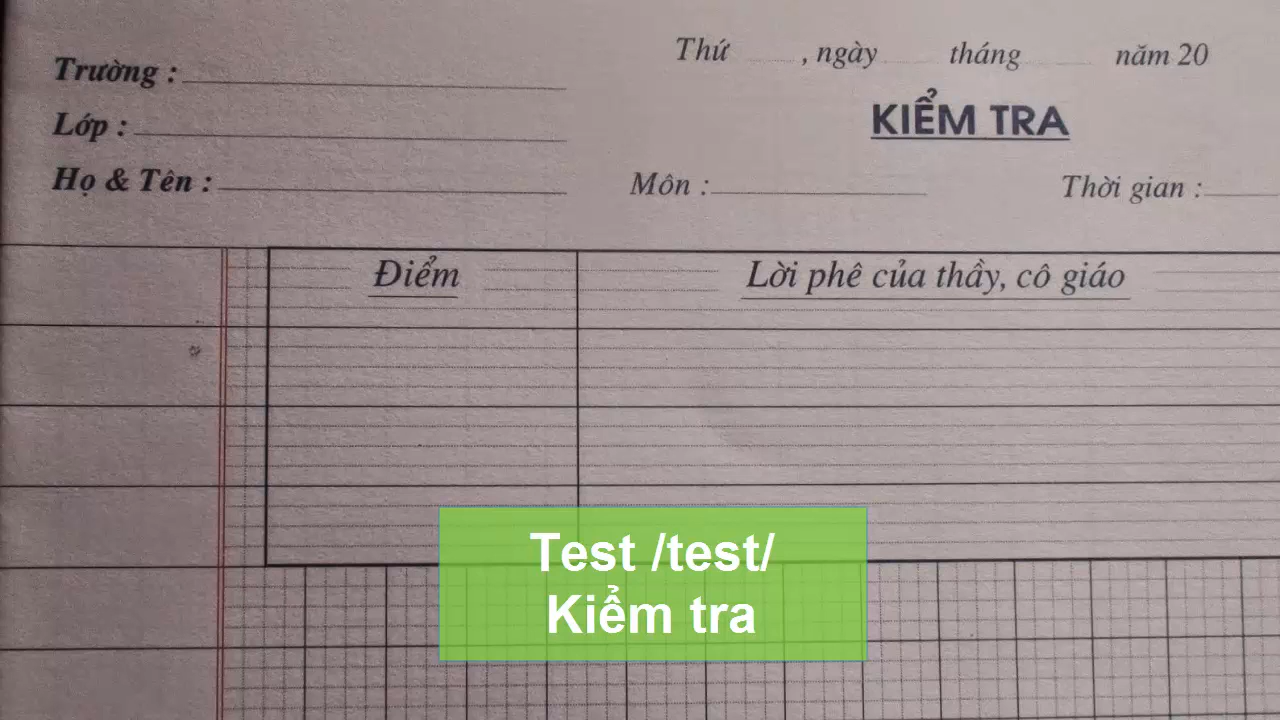 Thứ , ngày tháng năm 20
Trường :
KIỂM TRA
Lớp :
Họ & Tên :
Môn :
Thời gian :
Điểm
Lời phê của thầy, cô giáo
Test /test/
Kiểm tra